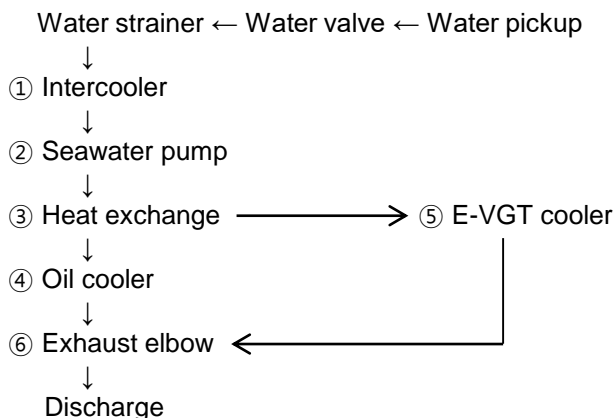 Water strainer ← Water valve ← Water pickup
↓
① Intercooler
↓
② Seawater pump
↓
③ Heat exchange → ⑤ E-VGT cooler
↓
④ Oil cooler
↓
⑥ Exhaust elbow ←
↓
Discharge